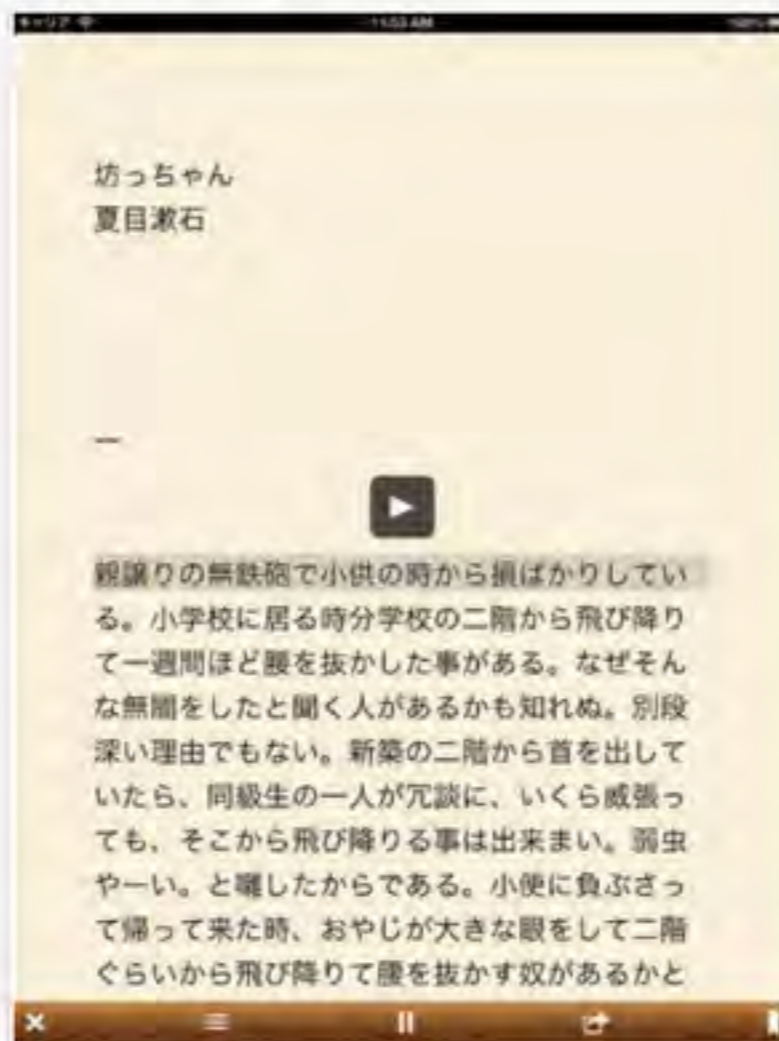 キャリア
11:53 AM
100%
坊っちゃん
夏目漱石
一
親譲りの無鉄砲で小供の時から損ばかりしてい
る。小学校に居る時分学校の二階から飛び降り
て一週間ほど腰を抜かした事がある。なぜそん
な無闇をしたと聞く人があるかも知れぬ。別段
深い理由でもない。新築の二階から首を出して
いたら、同級生の一人が冗談に、いくら威張っ
ても、そこから飛び降りる事は出来まい。弱虫
やーい。と囃したからである。小使に負ぶさっ
て帰って来た時、おやじが大きな眼をして二階
ぐらいから飛び降りて腰を抜かす奴があるかと